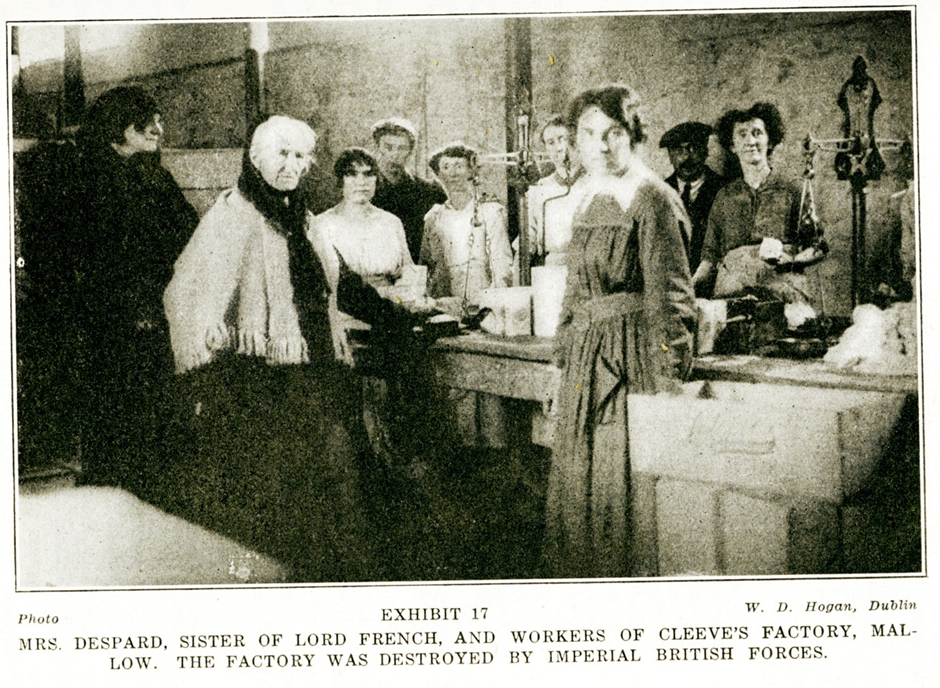 Photo
EXHIBIT 17
W. D. Hogan, Dublin
MRS. DESPARD, SISTER OF LORD FRENCH, AND WORKERS OF CLEEVE'S FACTORY, MAL-
LOW. THE FACTORY WAS DESTROYED BY IMPERIAL BRITISH FORCES.